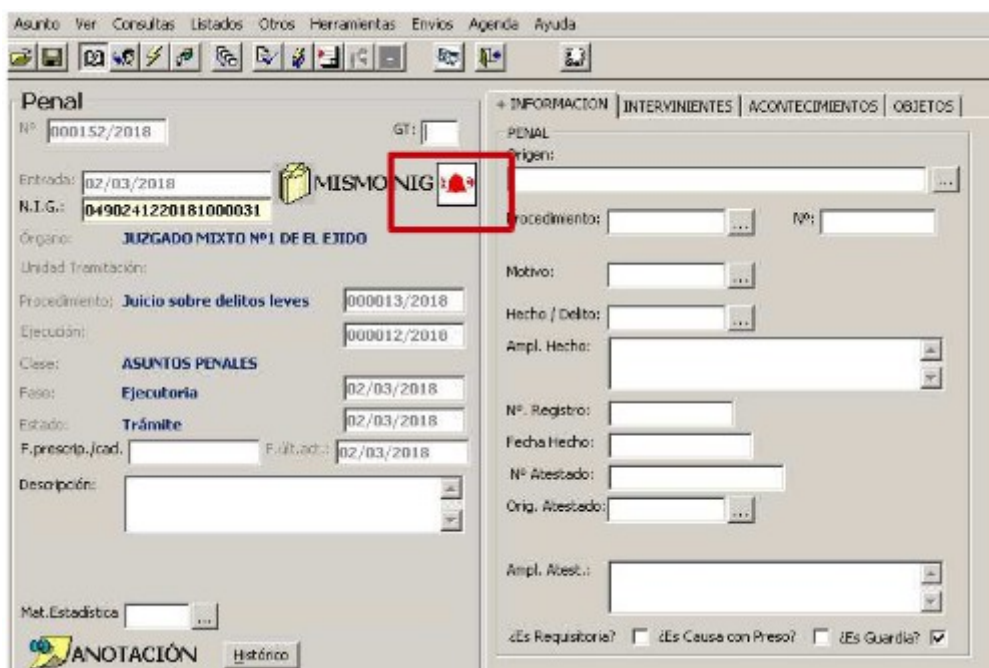 Asunto Ver Consultas Listados Otros Herramientas Envios Agenda Ayuda
Penal
Nº 000152/2018 GT:
Entrada: 02/03/2018 MISMO NIG
N.I.G.: 0490241220181000031
Órgano: JUZGADO MIXTO Nº1 DE EL EJIDO
Unidad Tramitación:
Procedimiento: Juicio sobre delitos leves 000013/2018
Ejecución: 000012/2018
Clase: ASUNTOS PENALES
Fase: Ejecutoria 02/03/2018
Estado: Trámite 02/03/2018
F.prescrip./cad. F.últ.act.: 02/03/2018
Descripción:
Mat.Estadística ...
ANOTACIÓN Histórico
+ INFORMACION INTERVINIENTES ACONTECIMIENTOS OBJETOS
PENAL
Origen:
...
Procedimiento: ... Nº:
Motivo: ...
Hecho / Delito: ...
Ampl. Hecho:
Nº. Registro:
Fecha Hecho:
Nº Atestado:
Orig. Atestado: ...
Ampl. Atest.:
¿Es Requisitoria? ¿Es Causa con Preso? ¿Es Guardia?